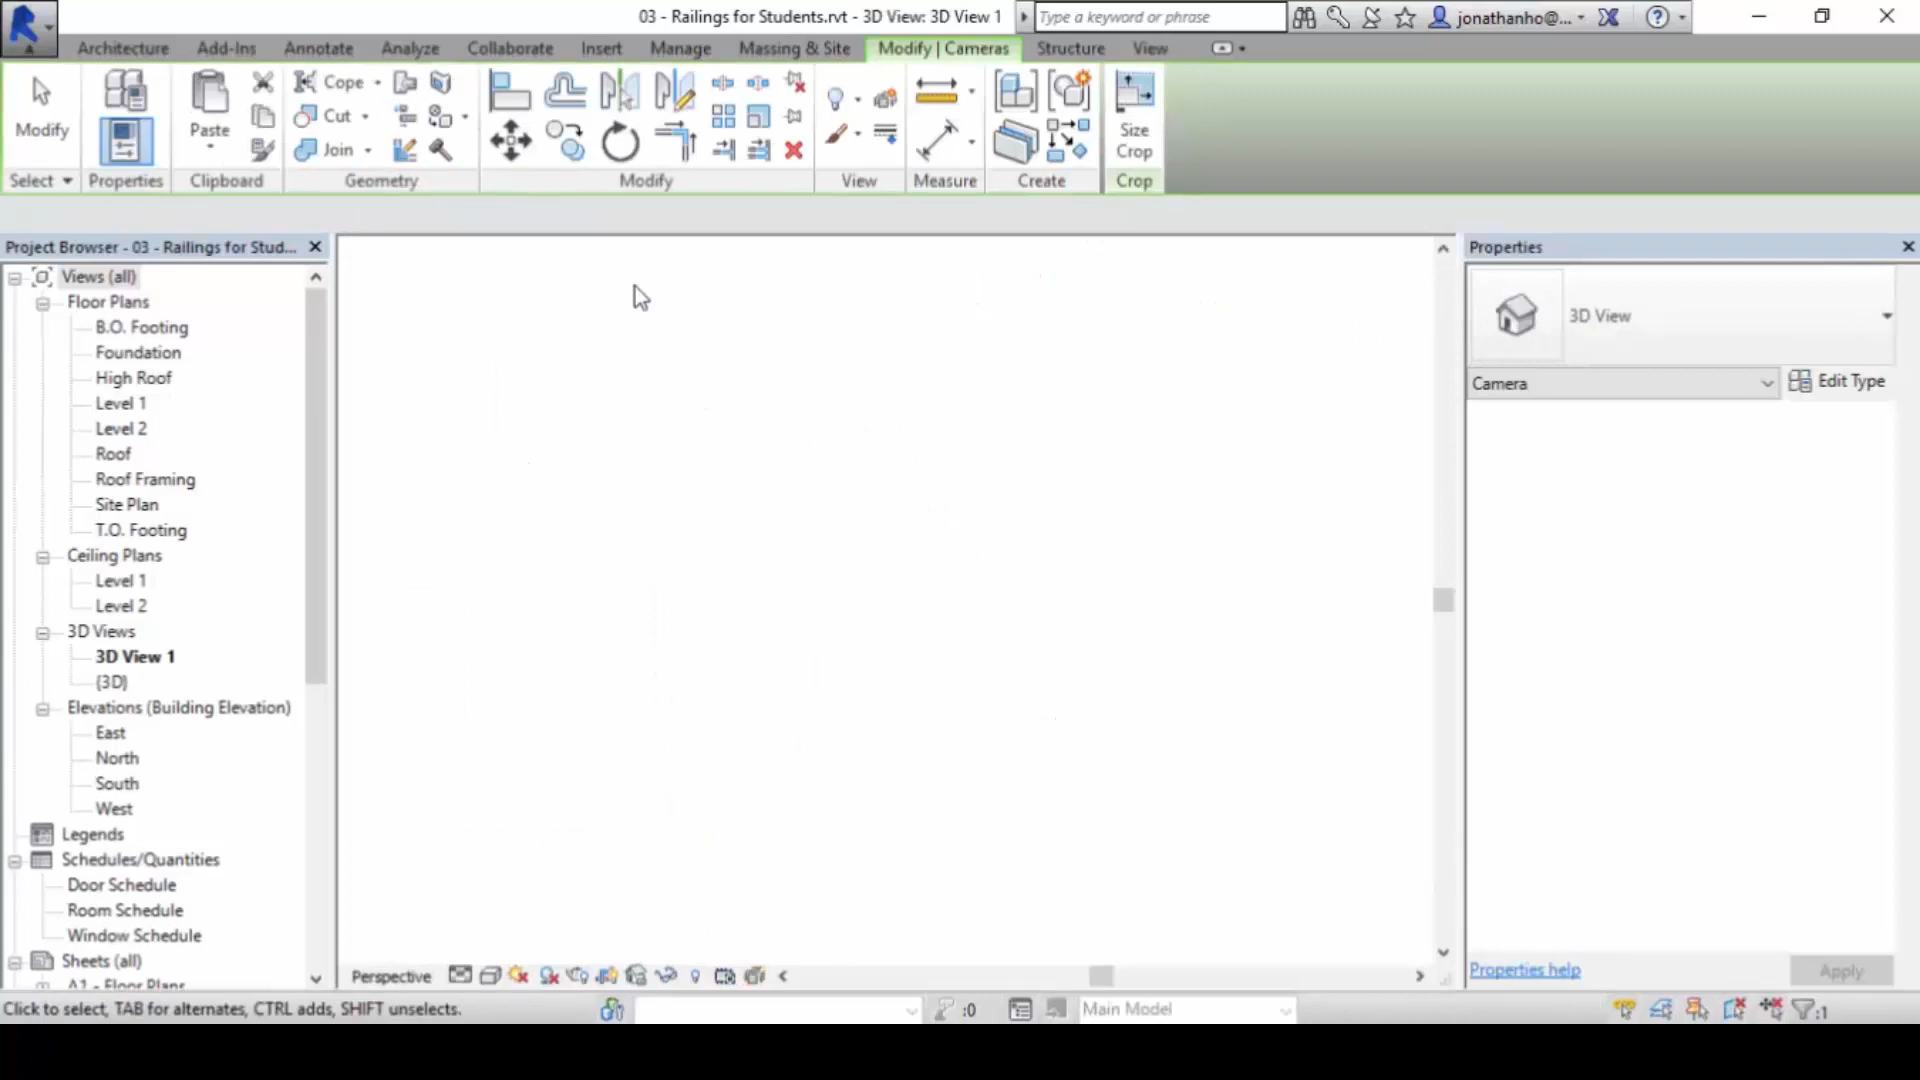 03 - Railings for Students.rvt - 3D View: 3D View 1
Type a keyword or phrase
jonathanho@...
Architecture Add-Ins Annotate Analyze Collaborate Insert Manage Massing & Site Modify | Cameras Structure View
Modify
Paste
Cope
Cut
Join
Size
Crop
Select Properties Clipboard Geometry Modify View Measure Create Crop
Project Browser - 03 - Railings for Stud...
Views (all)
Floor Plans
B.O. Footing
Foundation
High Roof
Level 1
Level 2
Roof
Roof Framing
Site Plan
T.O. Footing
Ceiling Plans
Level 1
Level 2
3D Views
3D View 1
{3D}
Elevations (Building Elevation)
East
North
South
West
Legends
Schedules/Quantities
Door Schedule
Room Schedule
Window Schedule
Sheets (all)
A1 - Floor Plans
Properties
3D View
Camera
Edit Type
Properties help
Apply
Perspective
Click to select, TAB for alternates, CTRL adds, SHIFT unselects.
:0
Main Model
:1